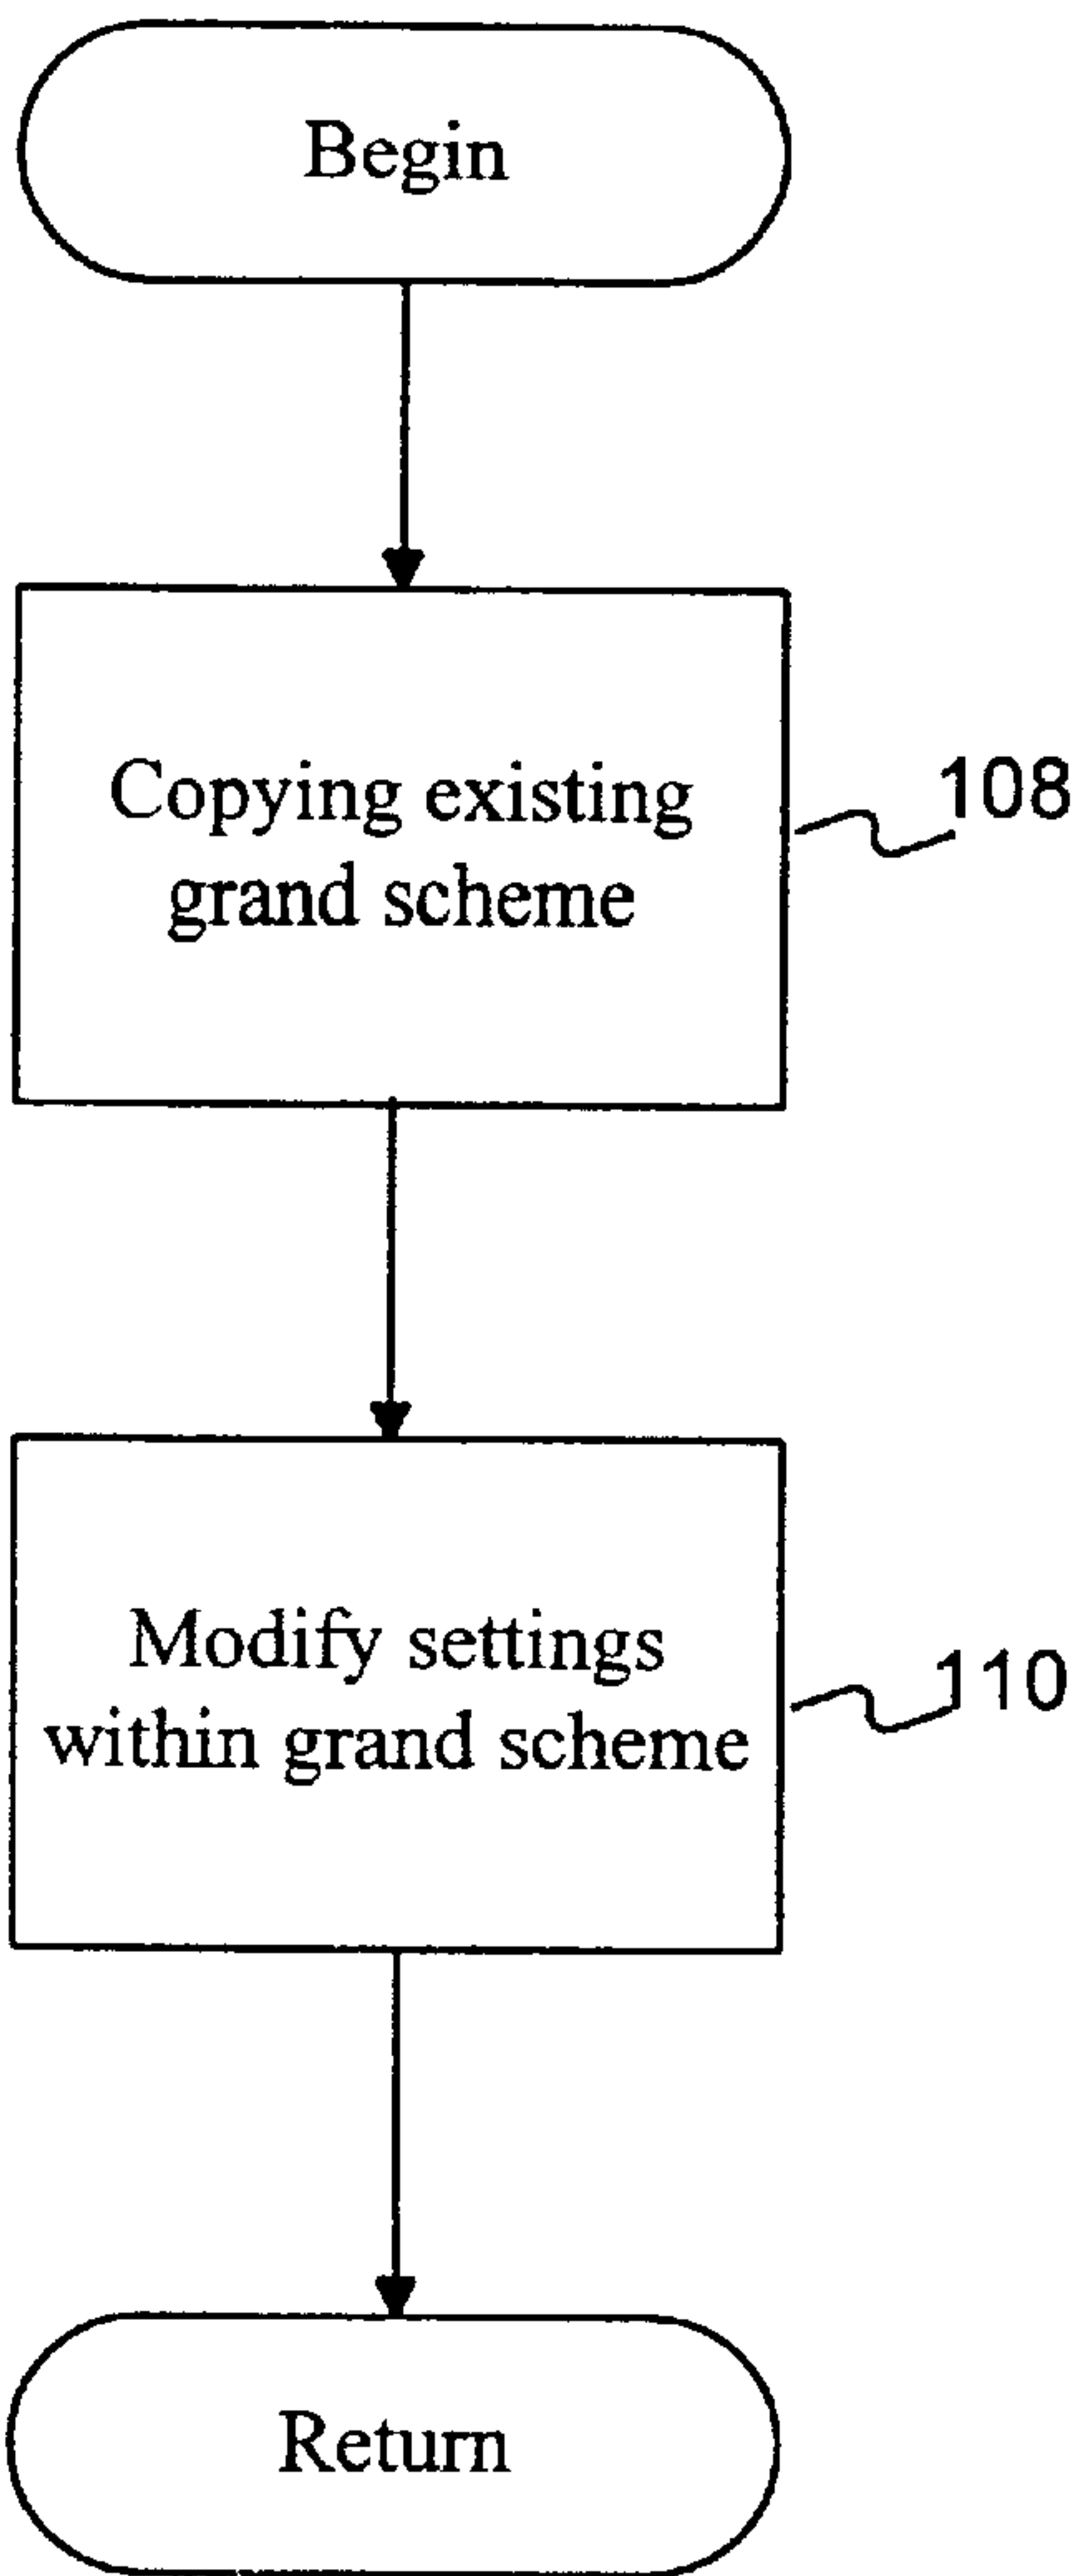 Begin
Copying existing
grand scheme
108
Modify settings
within grand scheme
110
Return